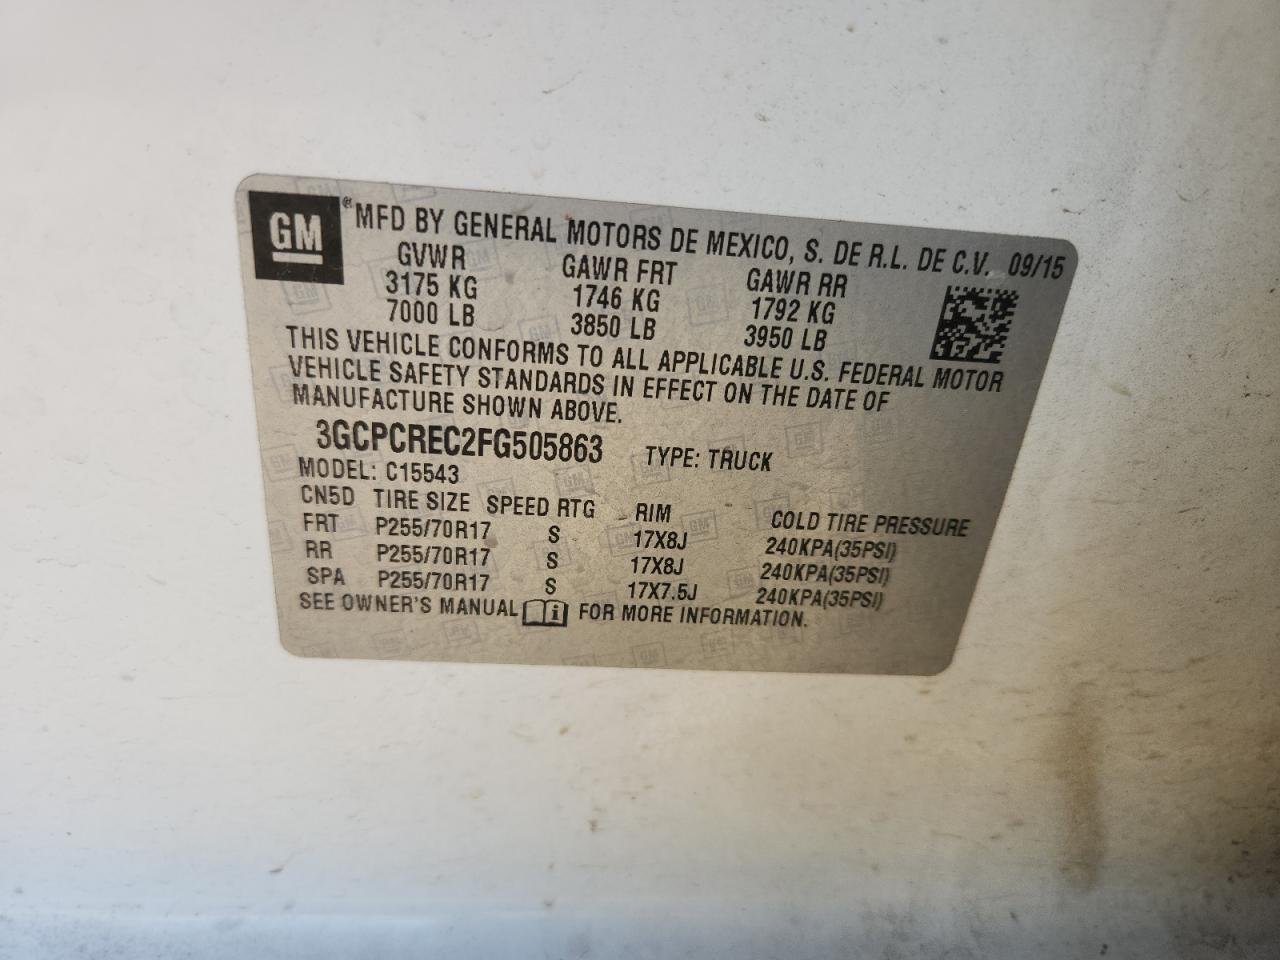 GM ® MFD BY GENERAL MOTORS DE MEXICO, S. DE R.L. DE C.V. 09/15
GVWR GAWR FRT GAWR RR
3175 KG 1746 KG 1792 KG
7000 LB 3850 LB 3950 LB
THIS VEHICLE CONFORMS TO ALL APPLICABLE U.S. FEDERAL MOTOR
VEHICLE SAFETY STANDARDS IN EFFECT ON THE DATE OF
MANUFACTURE SHOWN ABOVE.
3GCPCREC2FG505863 TYPE: TRUCK
MODEL: C15543
CN5D TIRE SIZE SPEED RTG RIM COLD TIRE PRESSURE
FRT P255/70R17 S 17X8J 240KPA(35PSI)
RR P255/70R17 S 17X8J 240KPA(35PSI)
SPA P255/70R17 S 17X7.5J 240KPA(35PSI)
SEE OWNER'S MANUAL i FOR MORE INFORMATION.